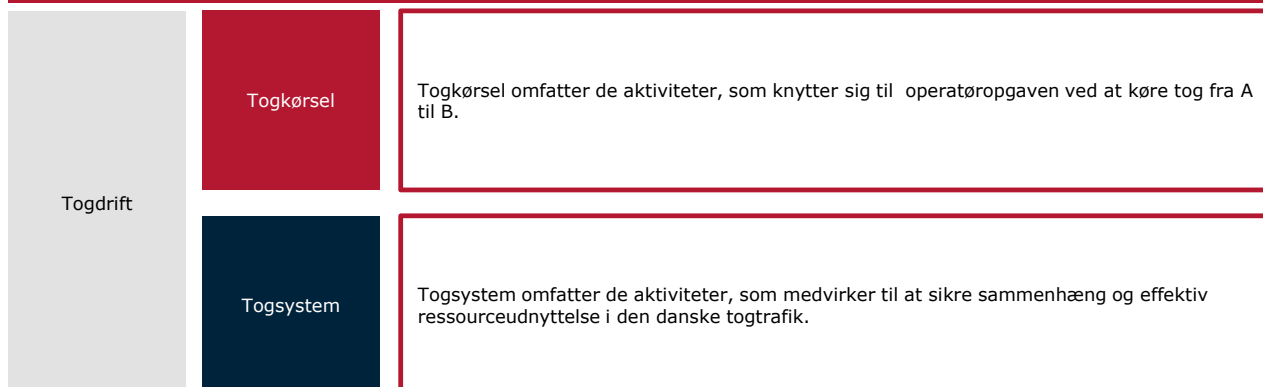 Togdrift
Togkørsel
Togkørsel omfatter de aktiviteter, som knytter sig til  operatøropgaven ved at køre tog fra A
til B.
Togsystem
Togsystem omfatter de aktiviteter, som medvirker til at sikre sammenhæng og effektiv
ressourceudnyttelse i den danske togtrafik.